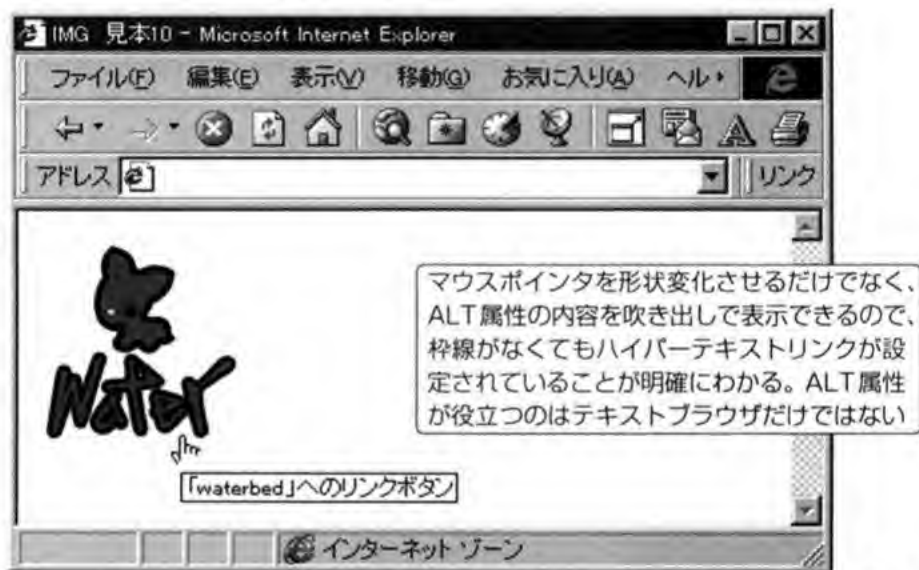 IMG 見本10 - Microsoft Internet Explorer
ファイル(F) 編集(E) 表示(V) 移動(G) お気に入り(A) ヘル
アドレス リンク
マウスポインタを形状変化させるだけでなく、
ALT属性の内容を吹き出しで表示できるので、
枠線がなくてもハイパーテキストリンクが設
定されていることが明確にわかる。ALT属性
が役立つのはテキストブラウザだけではない
Water
「waterbed」へのリンクボタン
インターネット ゾーン